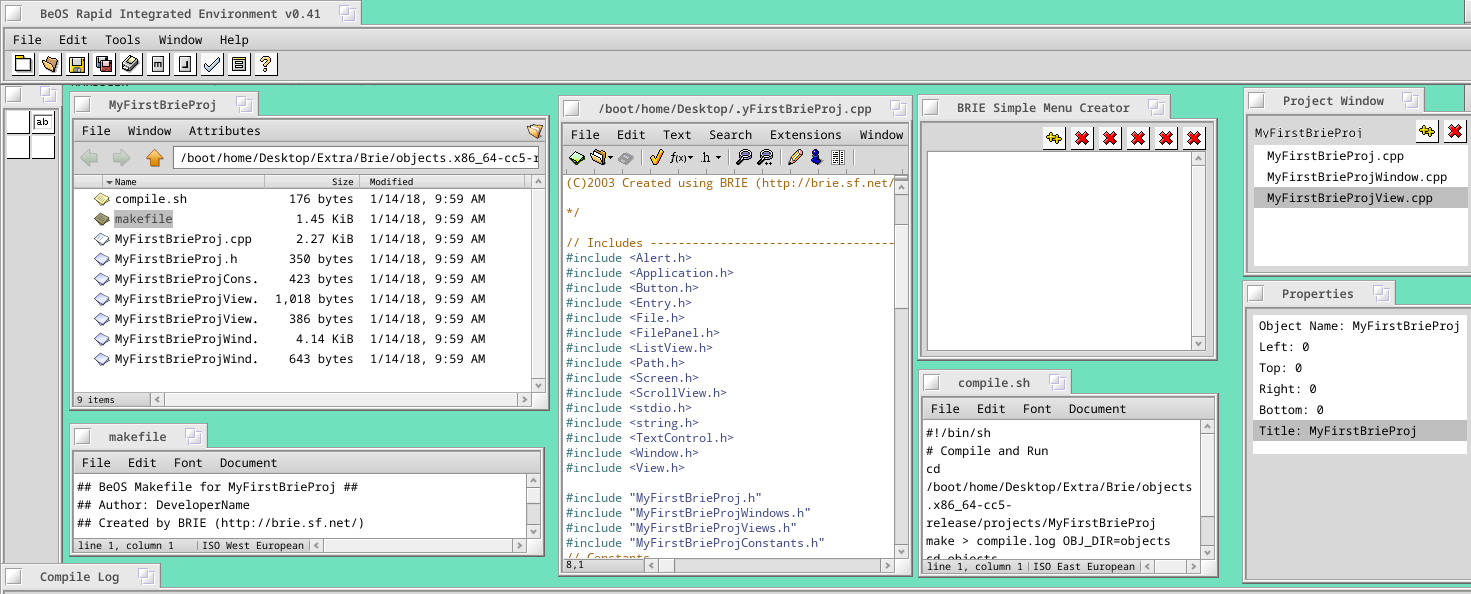 BeOS Rapid Integrated Environment v0.41
File Edit Tools Window Help
ab
MyFirstBrieProj
File Window Attributes
/boot/home/Desktop/Extra/Brie/objects.x86_64-cc5-r
Name Size Modified
compile.sh 176 bytes 1/14/18, 9:59 AM
makefile 1.45 KiB 1/14/18, 9:59 AM
MyFirstBrieProj.cpp 2.27 KiB 1/14/18, 9:59 AM
MyFirstBrieProj.h 350 bytes 1/14/18, 9:59 AM
MyFirstBrieProjCons. 423 bytes 1/14/18, 9:59 AM
MyFirstBrieProjView. 1,018 bytes 1/14/18, 9:59 AM
MyFirstBrieProjView. 386 bytes 1/14/18, 9:59 AM
MyFirstBrieProjWind. 4.14 KiB 1/14/18, 9:59 AM
MyFirstBrieProjWind. 643 bytes 1/14/18, 9:59 AM
9 items
makefile
File Edit Font Document
## BeOS Makefile for MyFirstBrieProj ##
## Author: DeveloperName
## Created by BRIE (http://brie.sf.net/)
line 1, column 1 ISO West European
Compile Log
/boot/home/Desktop/.yFirstBrieProj.cpp
File Edit Text Search Extensions Window
f(x) .h
(C)2003 Created using BRIE (http://brie.sf.net/
*/
// Includes -----------------------------------
#include <Alert.h>
#include <Application.h>
#include <Button.h>
#include <Entry.h>
#include <File.h>
#include <FilePanel.h>
#include <ListView.h>
#include <Path.h>
#include <Screen.h>
#include <ScrollView.h>
#include <stdio.h>
#include <string.h>
#include <TextControl.h>
#include <Window.h>
#include <View.h>
#include "MyFirstBrieProj.h"
#include "MyFirstBrieProjWindows.h"
#include "MyFirstBrieProjViews.h"
#include "MyFirstBrieProjConstants.h"
// Constants
8,1
BRIE Simple Menu Creator
compile.sh
File Edit Font Document
#!/bin/sh
# Compile and Run
cd
/boot/home/Desktop/Extra/Brie/objects
.x86_64-cc5-
release/projects/MyFirstBrieProj
make > compile.log OBJ_DIR=objects
cd objects
line 1, column 1 ISO East European
Project Window
MyFirstBrieProj
MyFirstBrieProj.cpp
MyFirstBrieProjWindow.cpp
MyFirstBrieProjView.cpp
Properties
Object Name: MyFirstBrieProj
Left: 0
Top: 0
Right: 0
Bottom: 0
Title: MyFirstBrieProj